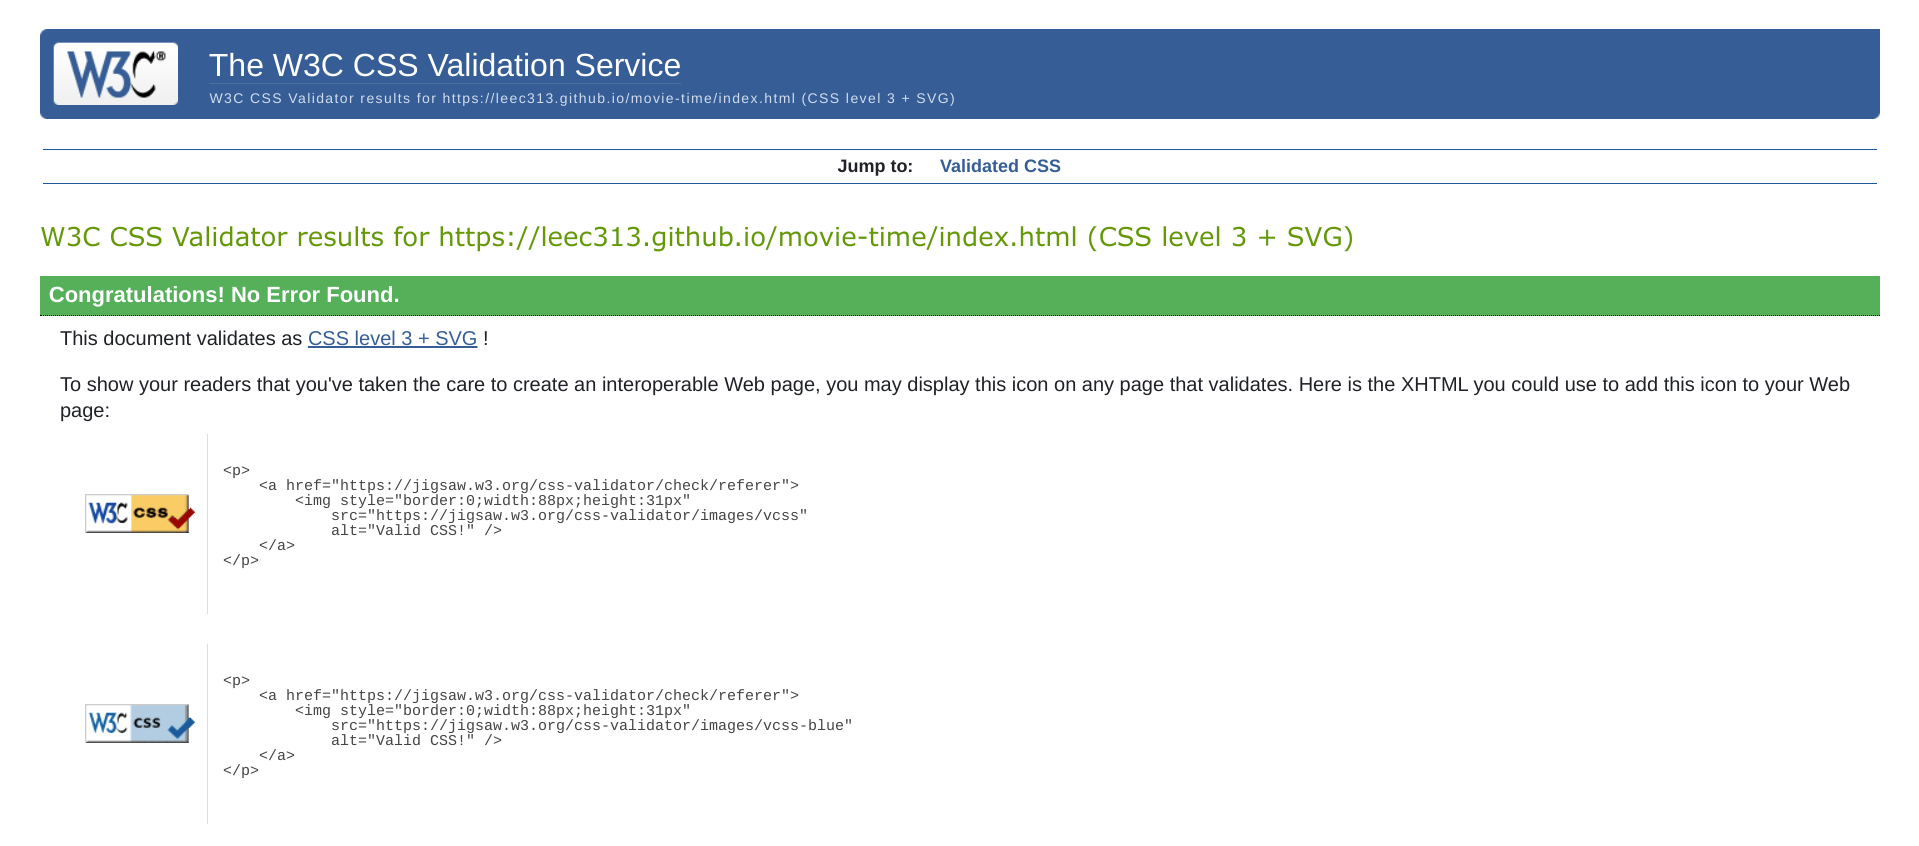 W3C®
The W3C CSS Validation Service
W3C CSS Validator results for https://leec313.github.io/movie-time/index.html (CSS level 3 + SVG)
Jump to: Validated CSS
W3C CSS Validator results for https://leec313.github.io/movie-time/index.html (CSS level 3 + SVG)
Congratulations! No Error Found.
This document validates as CSS level 3 + SVG !
To show your readers that you've taken the care to create an interoperable Web page, you may display this icon on any page that validates. Here is the XHTML you could use to add this icon to your Web
page:
W3C css
<p>
    <a href="https://jigsaw.w3.org/css-validator/check/referer">
        <img style="border:0;width:88px;height:31px"
            src="https://jigsaw.w3.org/css-validator/images/vcss"
            alt="Valid CSS!" />
    </a>
</p>
W3C css
<p>
    <a href="https://jigsaw.w3.org/css-validator/check/referer">
        <img style="border:0;width:88px;height:31px"
            src="https://jigsaw.w3.org/css-validator/images/vcss-blue"
            alt="Valid CSS!" />
    </a>
</p>